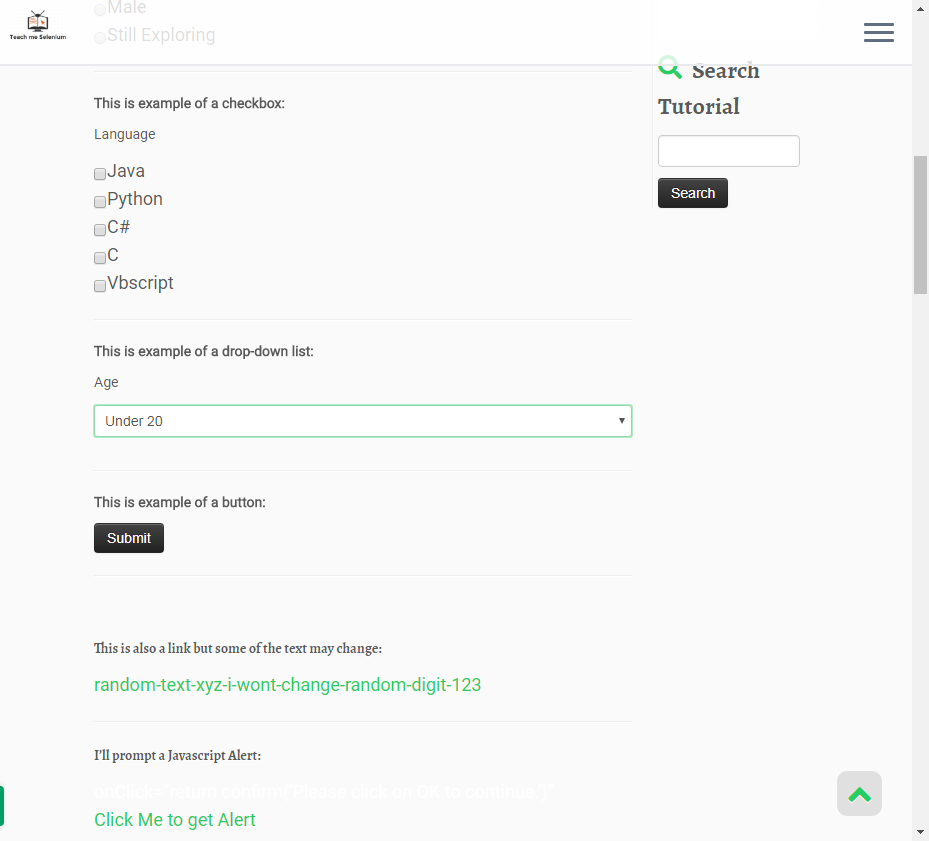 Teach me Selenium
Male
Still Exploring
This is example of a checkbox:
Language
Java
Python
C#
C
Vbscript
This is example of a drop-down list:
Age
Under 20
This is example of a button:
Submit
This is also a link but some of the text may change:
random-text-xyz-i-wont-change-random-digit-123
I'll prompt a Javascript Alert:
onClick="return confirm('Please click on OK to continue.')"
Click Me to get Alert
Search
Tutorial
Search